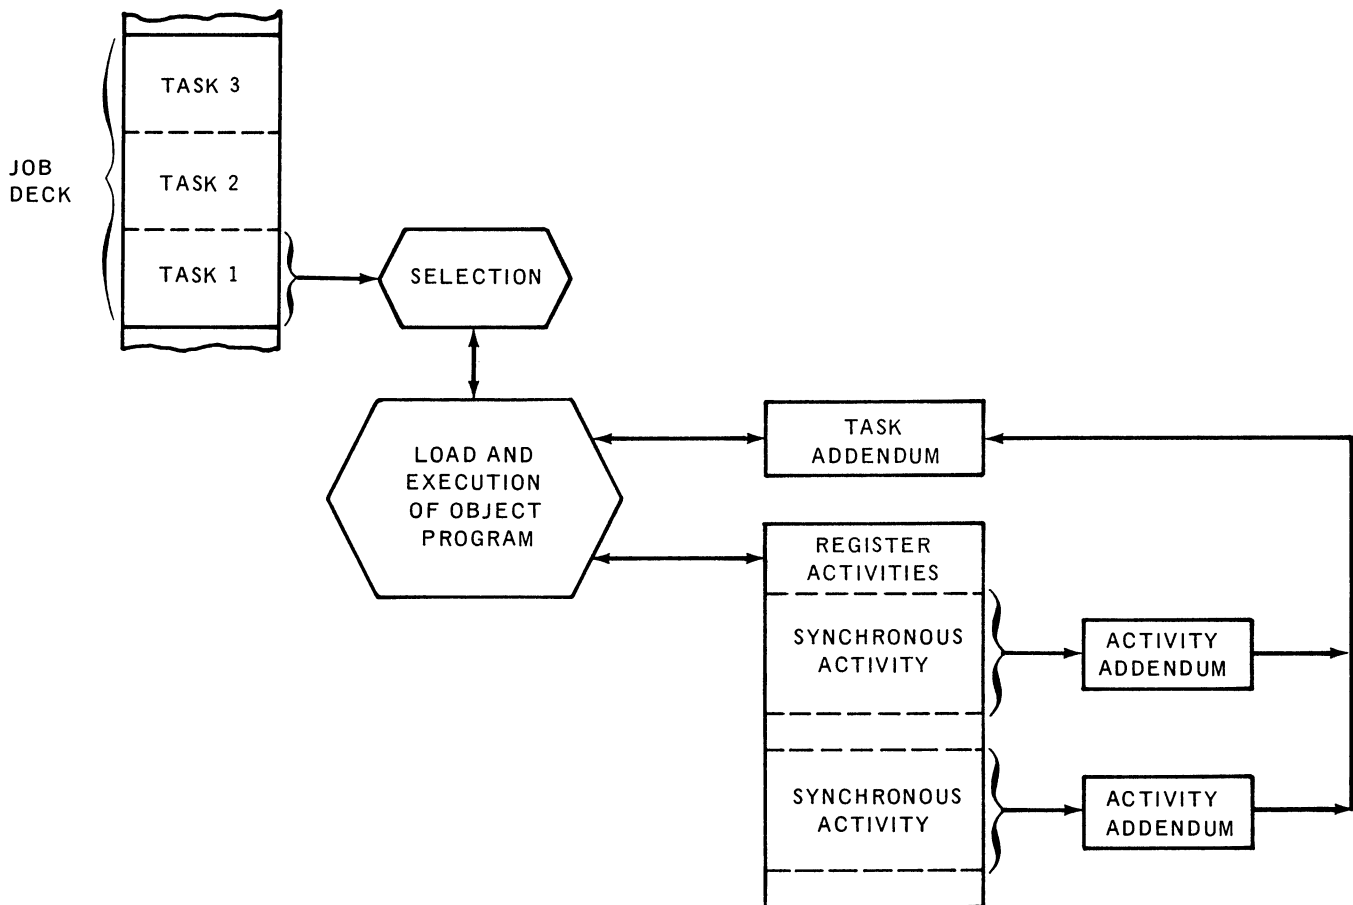 TASK 3
JOB
DECK
TASK 2
TASK 1
SELECTION
LOAD AND
EXECUTION
OF OBJECT
PROGRAM
TASK
ADDENDUM
REGISTER
ACTIVITIES
SYNCHRONOUS
ACTIVITY
ACTIVITY
ADDENDUM
SYNCHRONOUS
ACTIVITY
ACTIVITY
ADDENDUM